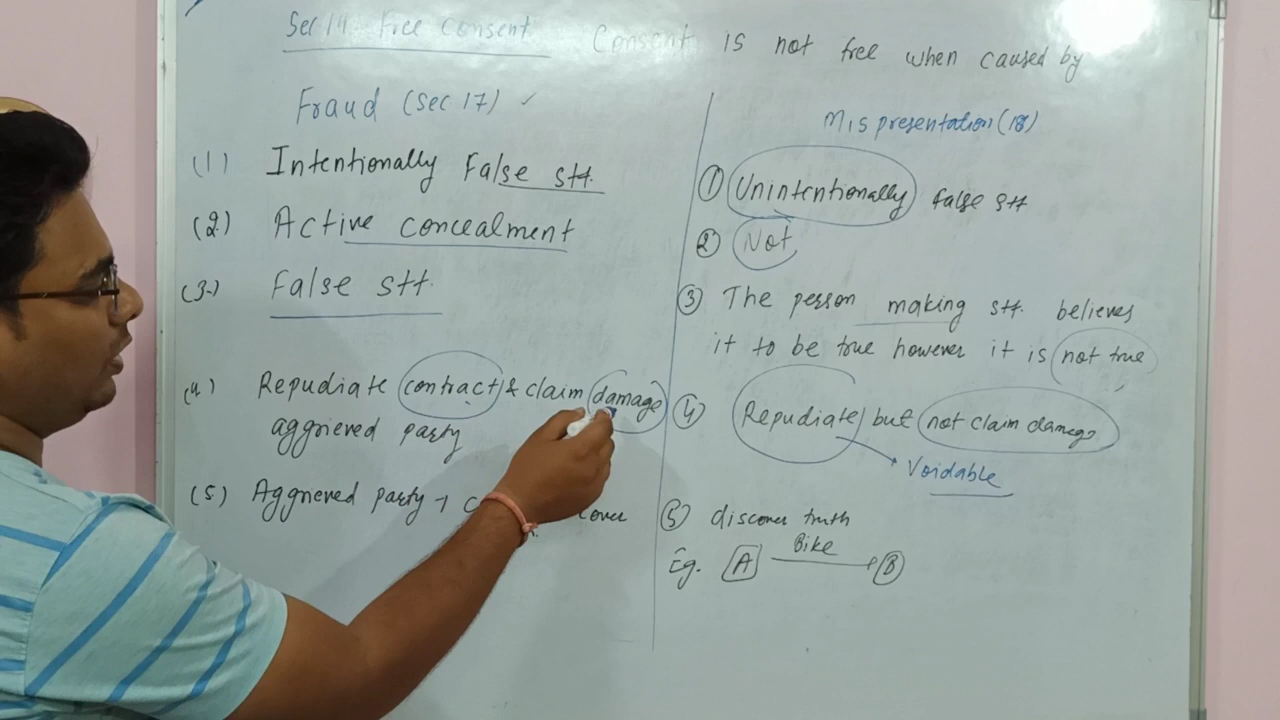 Sec 14 Free Consent Consent is not free when caused by
Fraud (Sec 17) ✓
(1) Intentionally False stt.
(2.) Active concealment
(3.) False stt.
(4) Repudiate contract & claim damage
aggrieved party
(5) Aggrieved party →
Mispresentation (18)
① Unintentionally false stt
② Not
③ The person making stt. believes
it to be true however it is not true
④ Repudiate but not claim damage
Voidable
⑤ discover truth
Eg. A Bike B